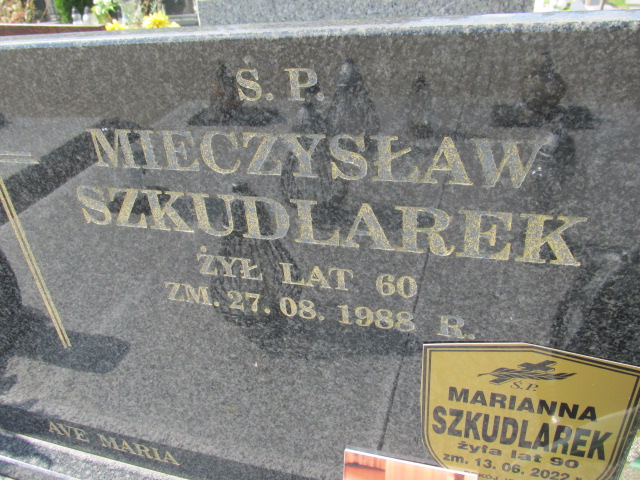 Ś. P.
MIECZYSŁAW
SZKUDLAREK
ŻYŁ LAT 60
ZM. 27. 08. 1988 R.
AVE MARIA
Ś.P.
MARIANNA
SZKUDLAREK
żyła lat 90
zm. 13.06.2022 r.